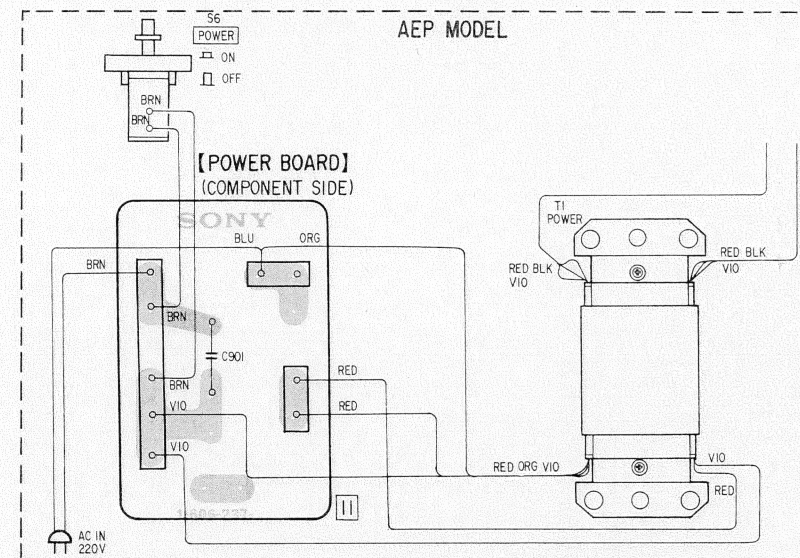 AEP MODEL
S6
POWER
ON
OFF
BRN
BRN
【POWER BOARD】
(COMPONENT SIDE)
SONY
BLU
ORG
BRN
BRN
C901
BRN
VIO
VIO
RED
RED
T1
POWER
RED BLK
VIO
RED BLK
VIO
RED ORG VIO
VIO
RED
11
AC IN
220V